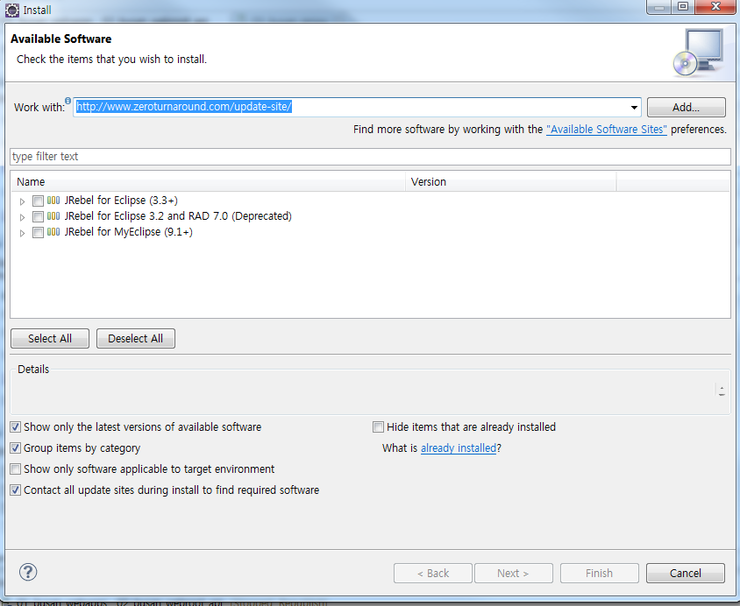 Install
Available Software
Check the items that you wish to install.
Work with: http://www.zeroturnaround.com/update-site/ Add...
Find more software by working with the "Available Software Sites" preferences.
type filter text
Name Version
JRebel for Eclipse (3.3+)
JRebel for Eclipse 3.2 and RAD 7.0 (Deprecated)
JRebel for MyEclipse (9.1+)
Select All Deselect All
Details
Show only the latest versions of available software Hide items that are already installed
Group items by category What is already installed?
Show only software applicable to target environment
Contact all update sites during install to find required software
? < Back Next > Finish Cancel